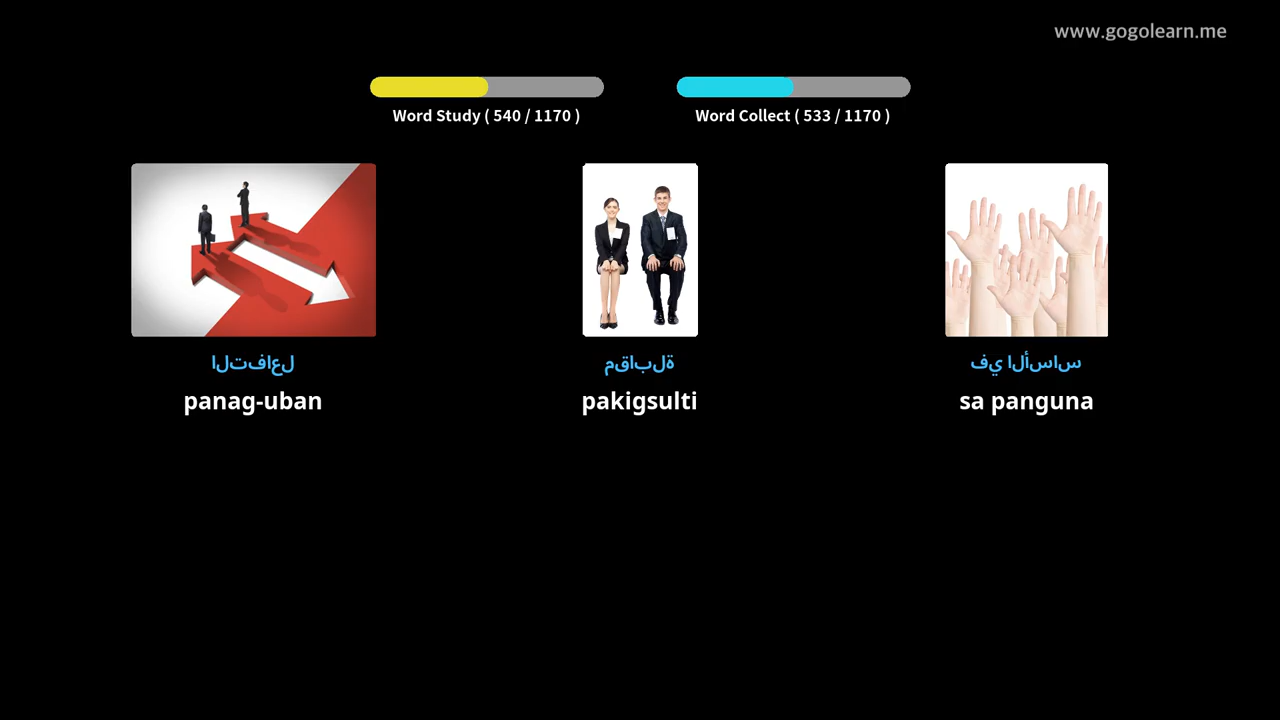 www.gogolearn.me
Word Study ( 540 / 1170 )
Word Collect ( 533 / 1170 )
التفاعل
panag-uban
مقابلة
pakigsulti
في الأساس
sa panguna